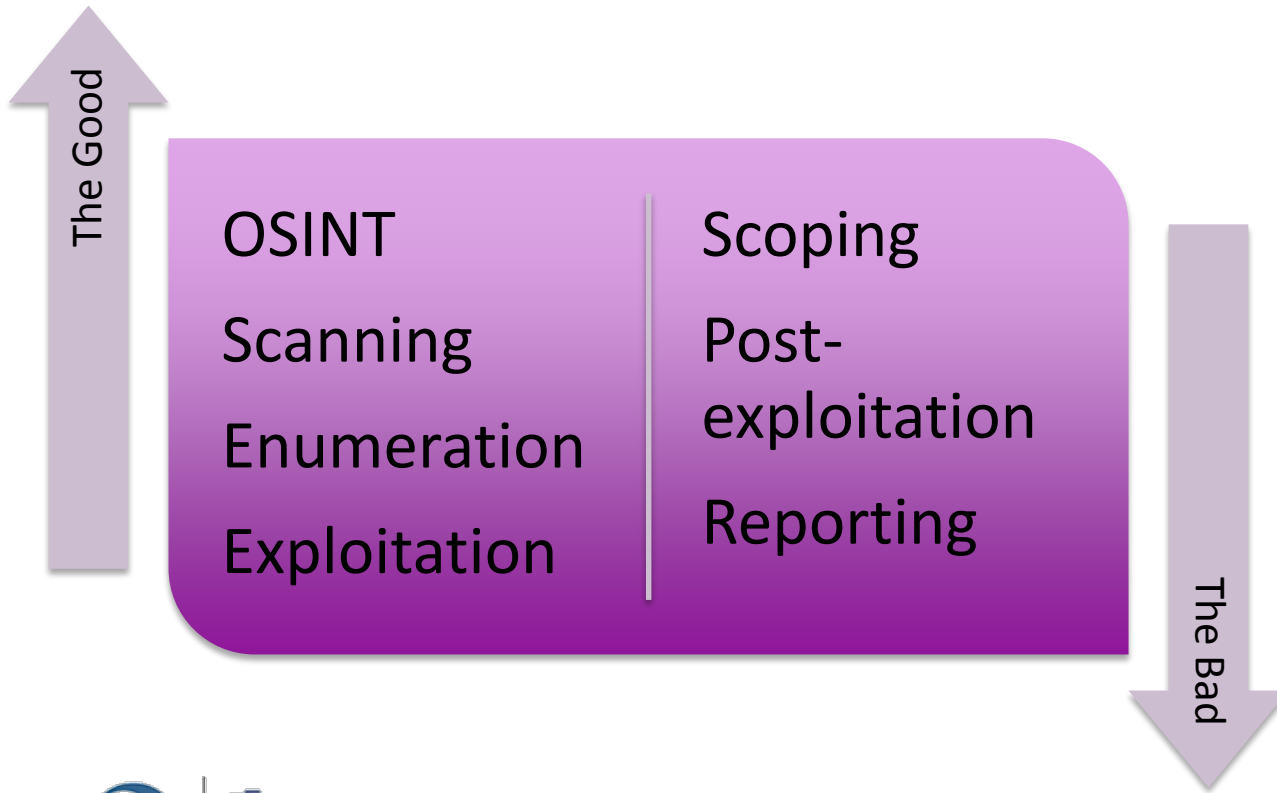 The Good
OSINT
Scanning
Enumeration
Exploitation
Scoping
Post-
exploitation
Reporting
The Bad